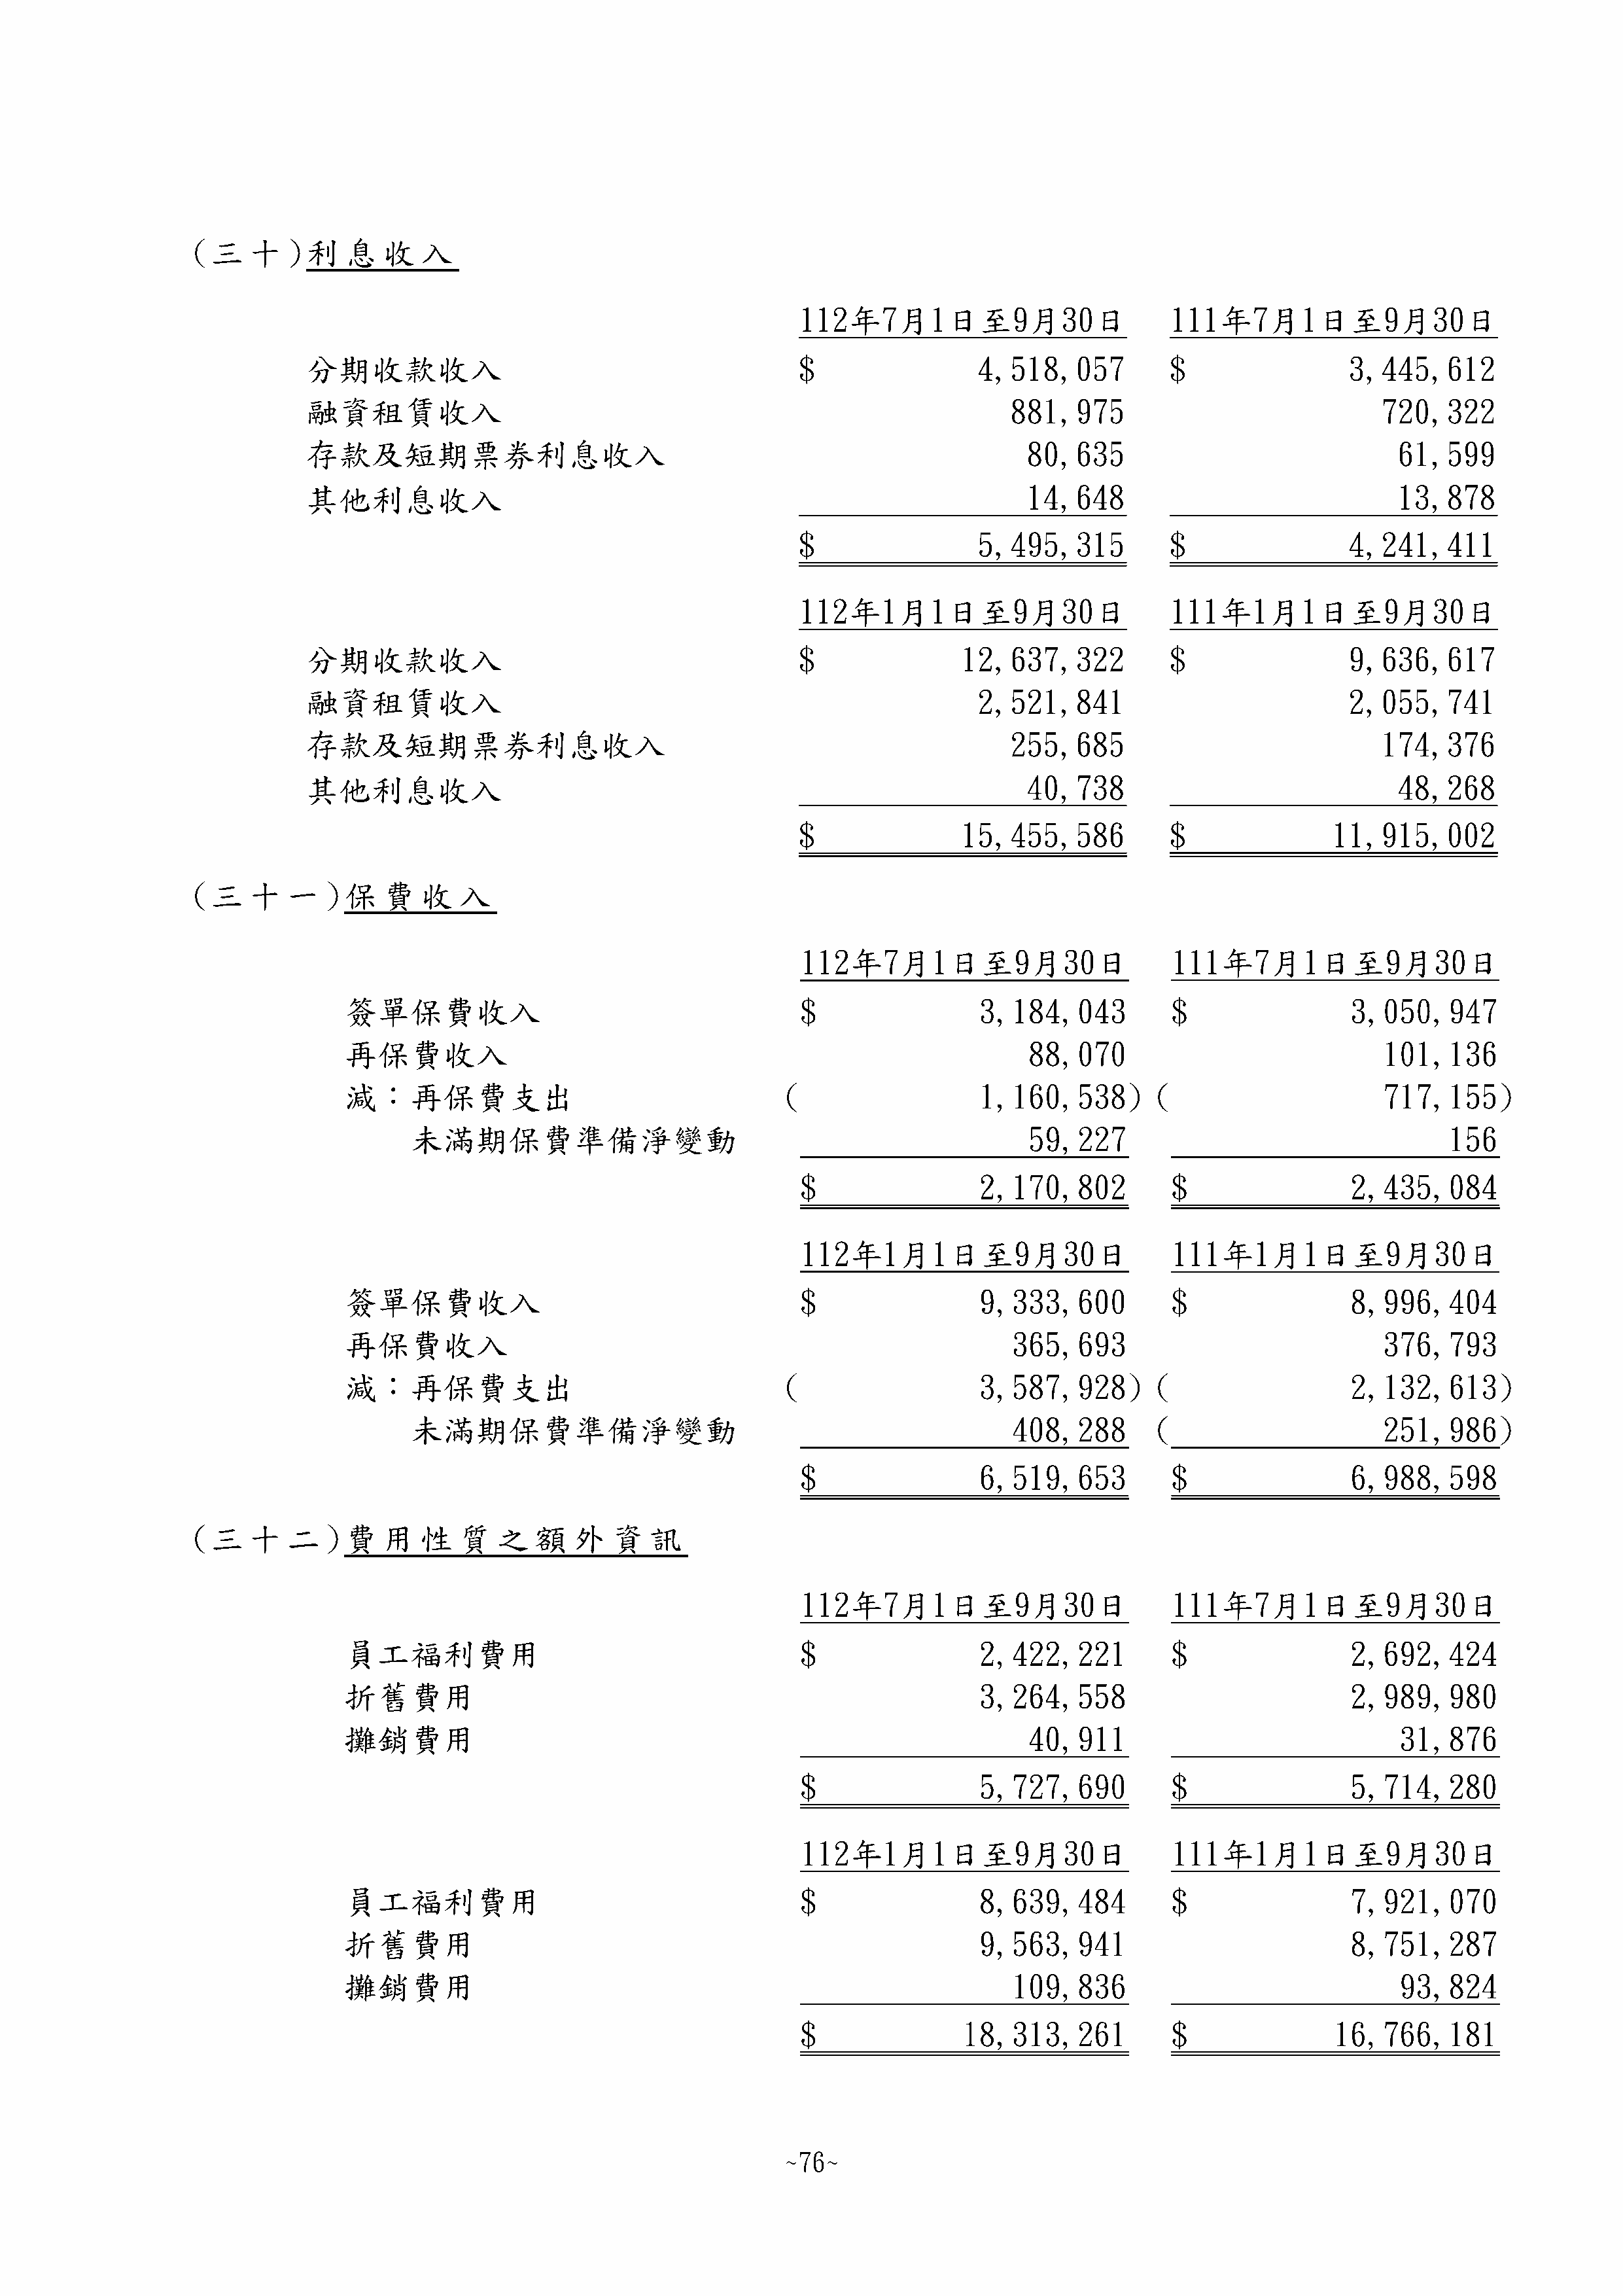 (三十)利息收入
112年7月1日至9月30日 111年7月1日至9月30日
分期收款收入 $ 4,518,057 $ 3,445,612
融資租賃收入 881,975 720,322
存款及短期票券利息收入 80,635 61,599
其他利息收入 14,648 13,878
$ 5,495,315 $ 4,241,411
112年1月1日至9月30日 111年1月1日至9月30日
分期收款收入 $ 12,637,322 $ 9,636,617
融資租賃收入 2,521,841 2,055,741
存款及短期票券利息收入 255,685 174,376
其他利息收入 40,738 48,268
$ 15,455,586 $ 11,915,002
(三十一)保費收入
112年7月1日至9月30日 111年7月1日至9月30日
簽單保費收入 $ 3,184,043 $ 3,050,947
再保費收入 88,070 101,136
減：再保費支出 ( 1,160,538) ( 717,155)
未滿期保費準備淨變動 59,227 156
$ 2,170,802 $ 2,435,084
112年1月1日至9月30日 111年1月1日至9月30日
簽單保費收入 $ 9,333,600 $ 8,996,404
再保費收入 365,693 376,793
減：再保費支出 ( 3,587,928) ( 2,132,613)
未滿期保費準備淨變動 408,288 ( 251,986)
$ 6,519,653 $ 6,988,598
(三十二)費用性質之額外資訊
112年7月1日至9月30日 111年7月1日至9月30日
員工福利費用 $ 2,422,221 $ 2,692,424
折舊費用 3,264,558 2,989,980
攤銷費用 40,911 31,876
$ 5,727,690 $ 5,714,280
112年1月1日至9月30日 111年1月1日至9月30日
員工福利費用 $ 8,639,484 $ 7,921,070
折舊費用 9,563,941 8,751,287
攤銷費用 109,836 93,824
$ 18,313,261 $ 16,766,181
~76~